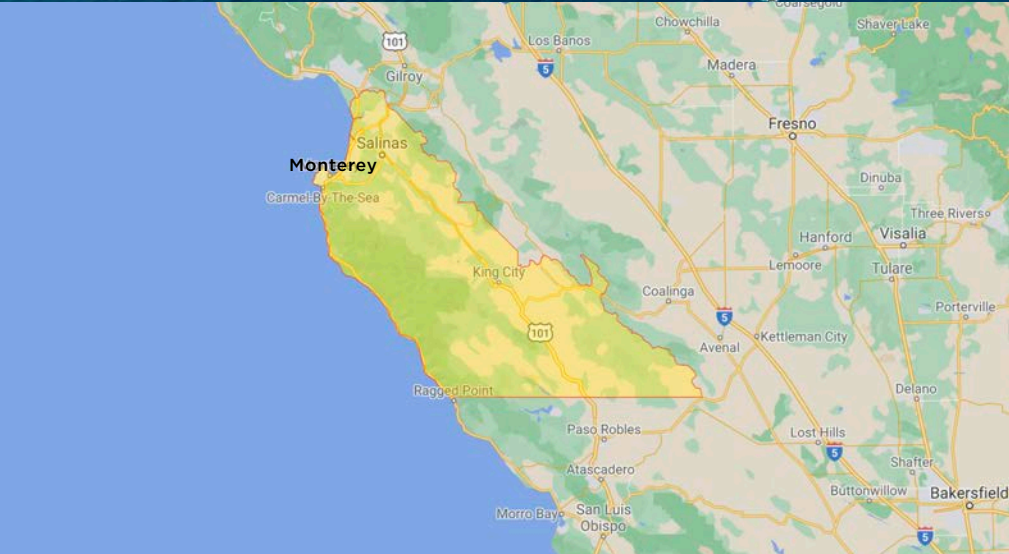 Coarsegold
Chowchilla
Shaver Lake
101
Los Banos
5
Madera
Gilroy
Fresno
Salinas
Monterey
Dinuba
Carmel-By-The-Sea
Three Rivers
Visalia
Hanford
Lemoore
Tulare
King City
Coalinga
Porterville
5
101
Kettleman City
Avenal
Ragged Point
Delano
Paso Robles
Lost Hills
5
Shafter
Atascadero
Buttonwillow
Bakersfield
Morro Bay
San Luis
Obispo
5